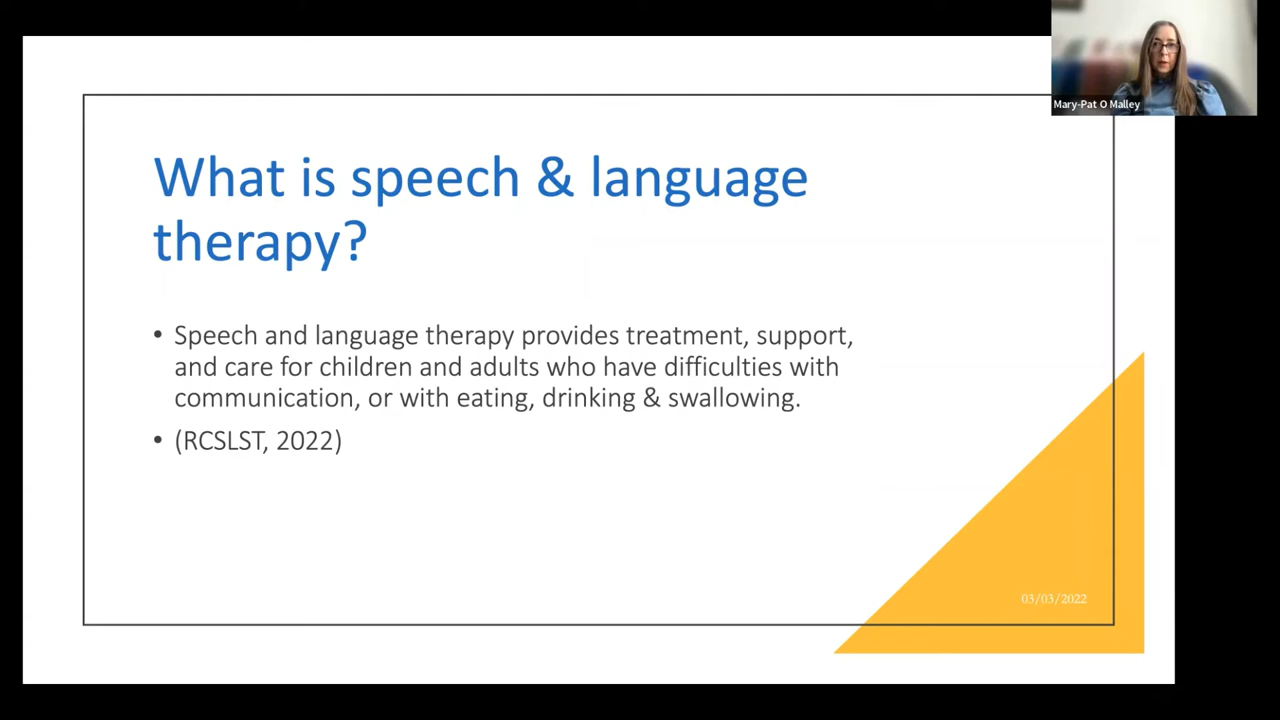 Mary-Pat O Malley
What is speech & language
therapy?
• Speech and language therapy provides treatment, support,
and care for children and adults who have difficulties with
communication, or with eating, drinking & swallowing.
• (RCSLST, 2022)
03/03/2022